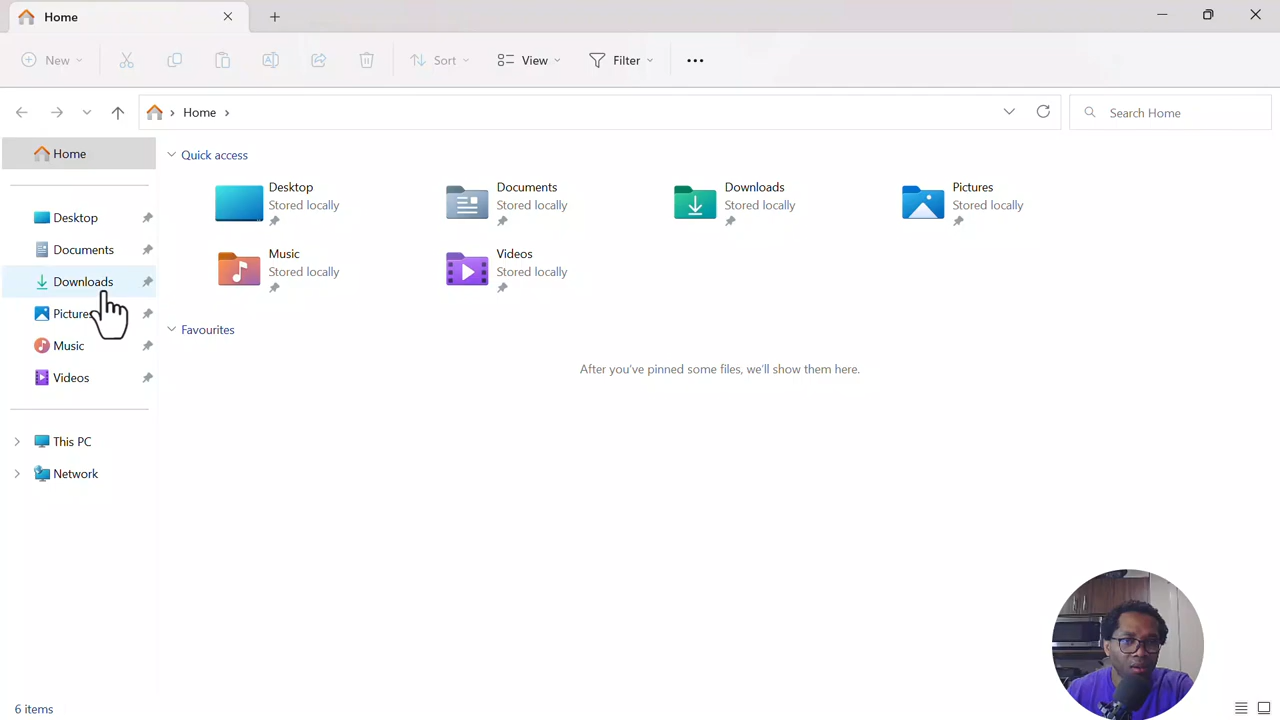 Home
New
Sort
View
Filter
Home
Search Home
Home
Desktop
Documents
Downloads
Pictures
Music
Videos
This PC
Network
Quick access
Desktop
Stored locally
Documents
Stored locally
Downloads
Stored locally
Pictures
Stored locally
Music
Stored locally
Videos
Stored locally
Favourites
After you've pinned some files, we'll show them here.
6 items